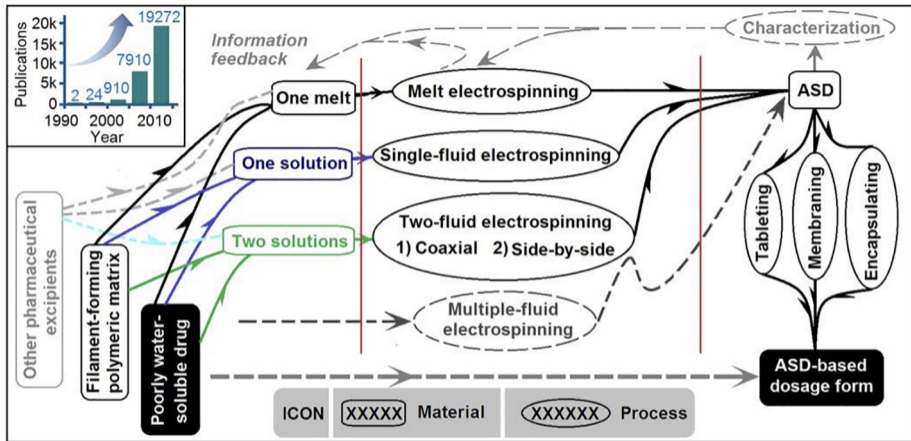 Publications
20k
15k
10k
5k
0
2
24
910
7910
19272
1990
2000
2010
Year
Information
feedback
Characterization
One melt
Melt electrospinning
ASD
One solution
Single-fluid electrospinning
Two solutions
Two-fluid electrospinning
1) Coaxial 2) Side-by-side
Multiple-fluid
electrospinning
Other pharmaceutical
excipients
Filament-forming
polymeric matrix
Poorly water-
soluble drug
Tableting
Membraning
Encapsulating
ASD-based
dosage form
ICON
XXXXX
Material
XXXXXX
Process